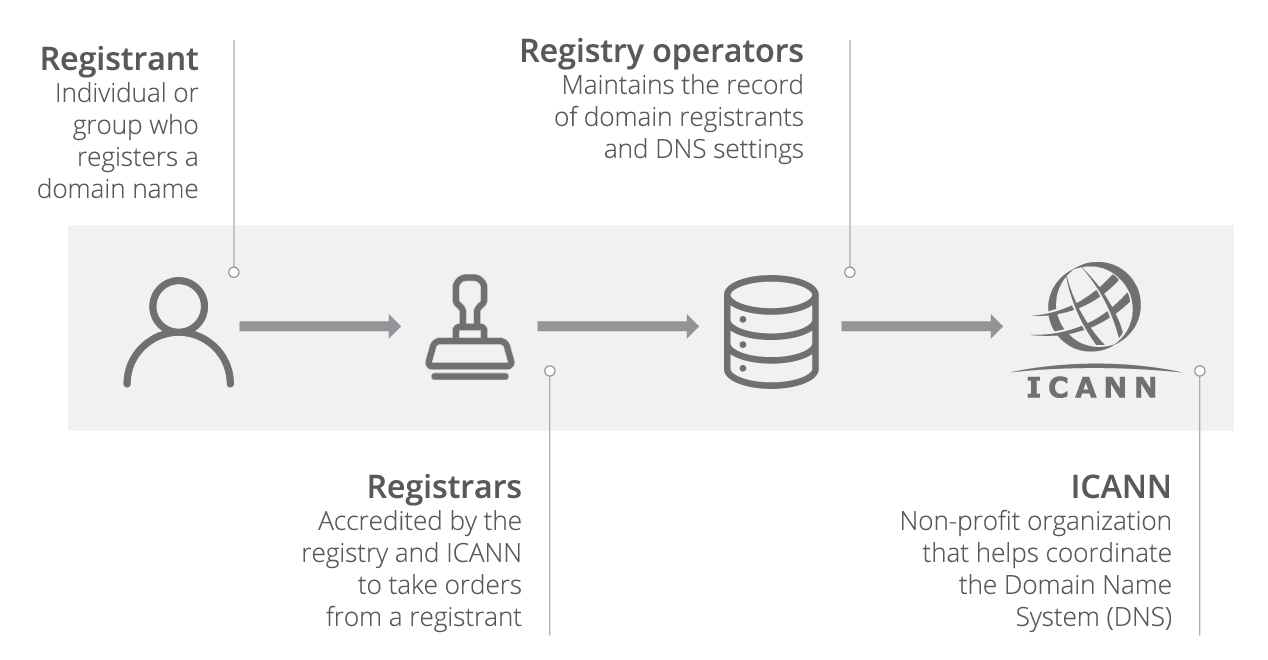 Registrant
Individual or
group who
registers a
domain name
Registry operators
Maintains the record
of domain registrants
and DNS settings
ICANN
Registrars
Accredited by the
registry and ICANN
to take orders
from a registrant
ICANN
Non-profit organization
that helps coordinate
the Domain Name
System (DNS)